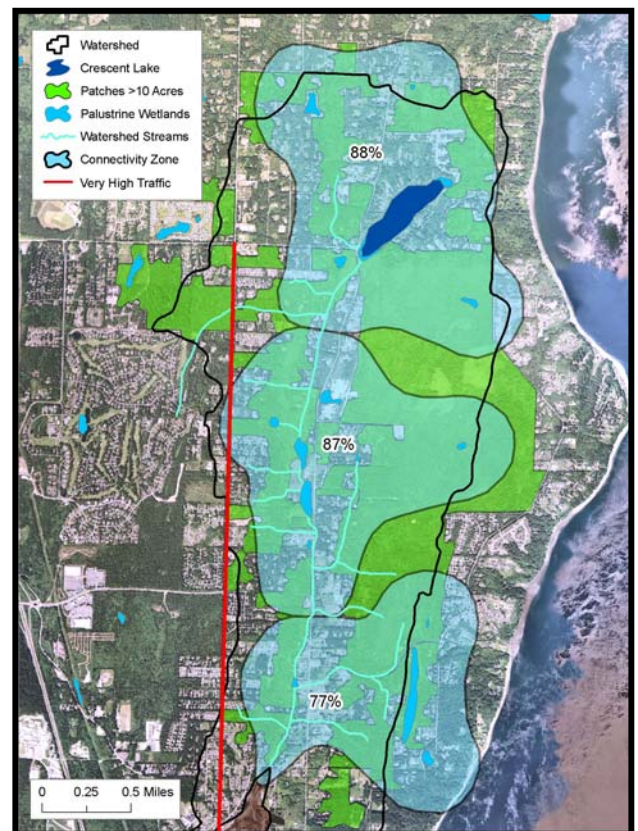 Watershed
Crescent Lake
Patches >10 Acres
Palustrine Wetlands
Watershed Streams
Connectivity Zone
Very High Traffic
88%
87%
77%
0 0.25 0.5 Miles